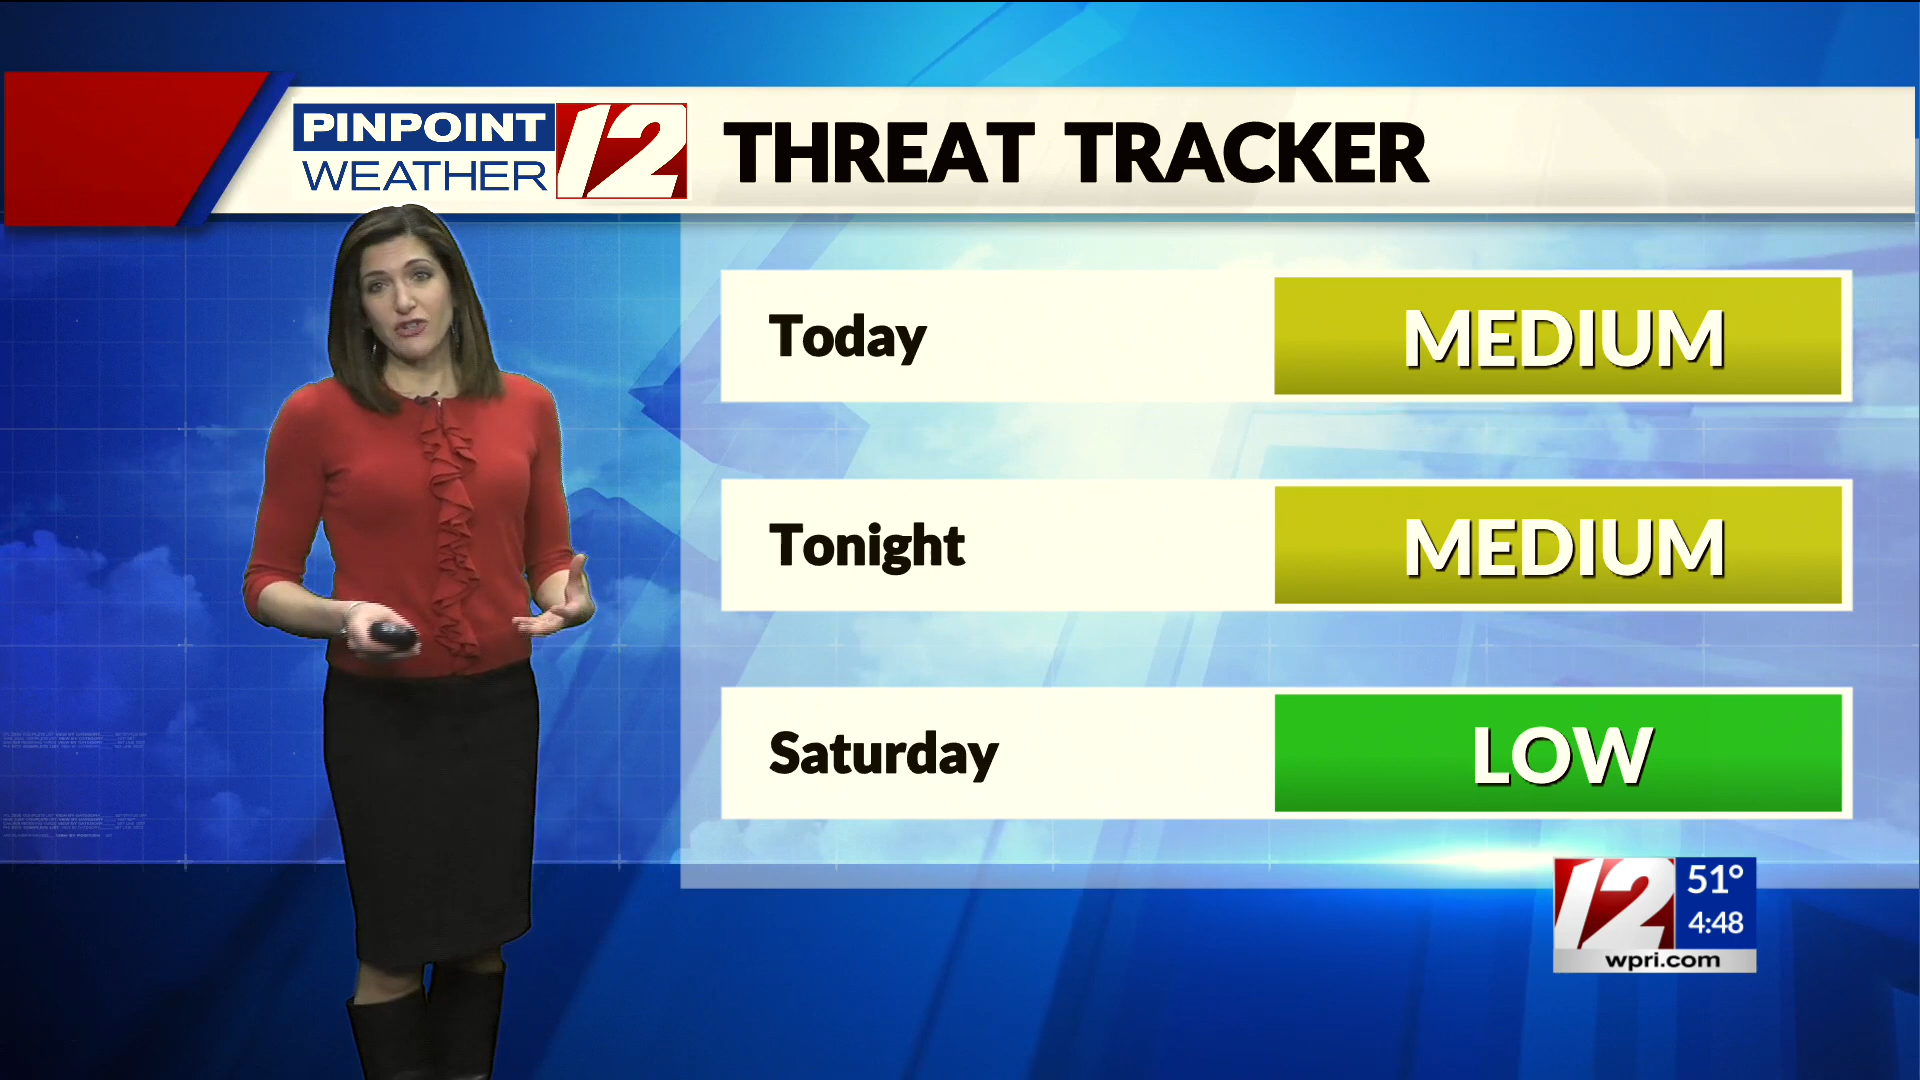 PINPOINT
WEATHER
12
THREAT TRACKER
Today
MEDIUM
Tonight
MEDIUM
Saturday
LOW
12
51°
4:48
wpri.com